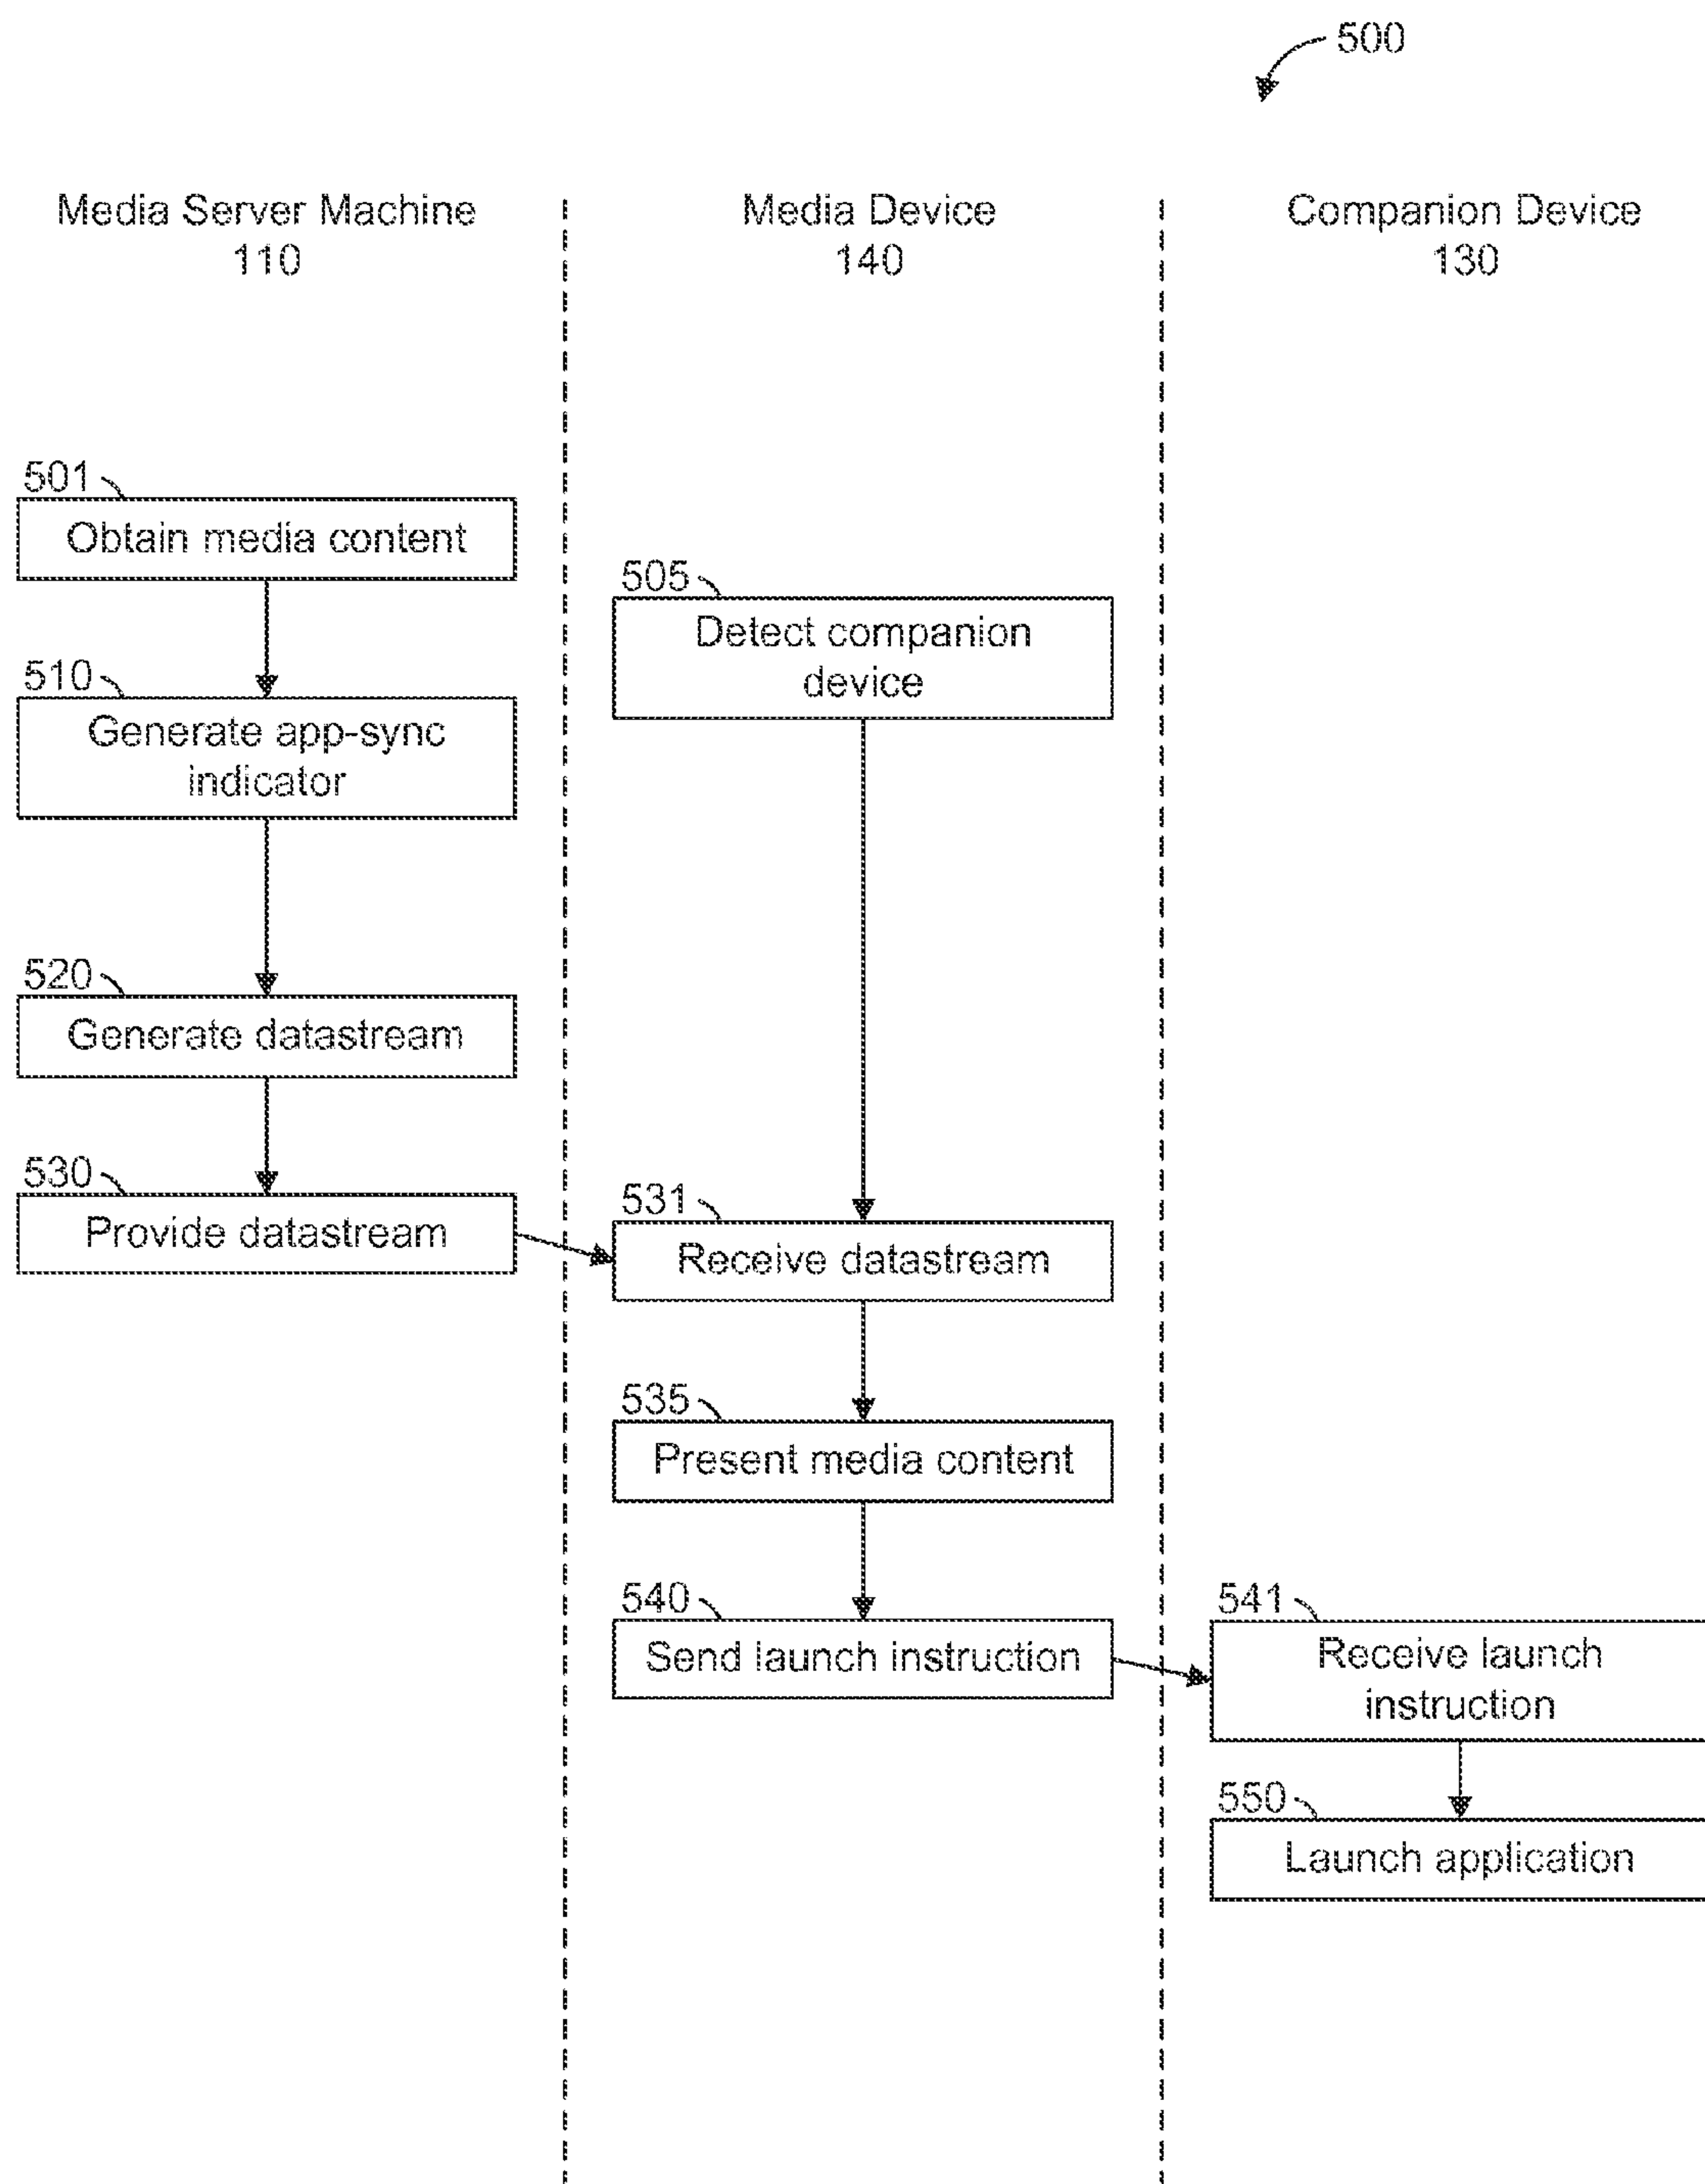 500
Media Server Machine
110
Media Device
140
Companion Device
130
501
Obtain media content
505
Detect companion
device
510
Generate app-sync
indicator
520
Generate datastream
530
Provide datastream
531
Receive datastream
535
Present media content
540
Send launch instruction
541
Receive launch
instruction
550
Launch application